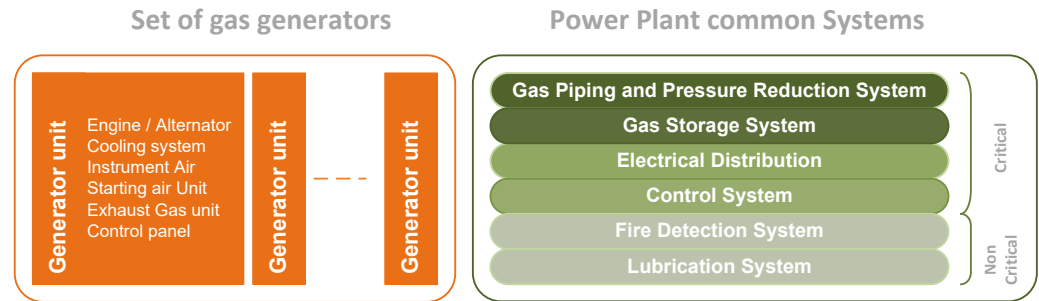 Set of gas generators
Power Plant common Systems
Generator unit
Engine / Alternator
Cooling system
Instrument Air
Starting air Unit
Exhaust Gas unit
Control panel
Generator unit
Generator unit
Gas Piping and Pressure Reduction System
Gas Storage System
Electrical Distribution
Control System
Fire Detection System
Lubrication System
Critical
Non
Critical